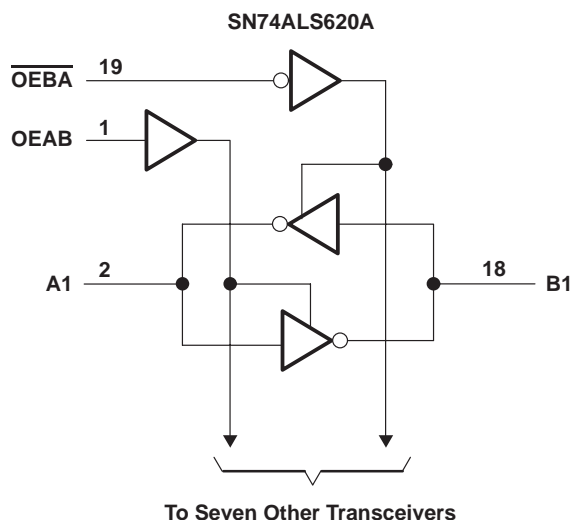 SN74ALS620A
OEBA 19
OEAB 1
A1 2
18 B1
To Seven Other Transceivers